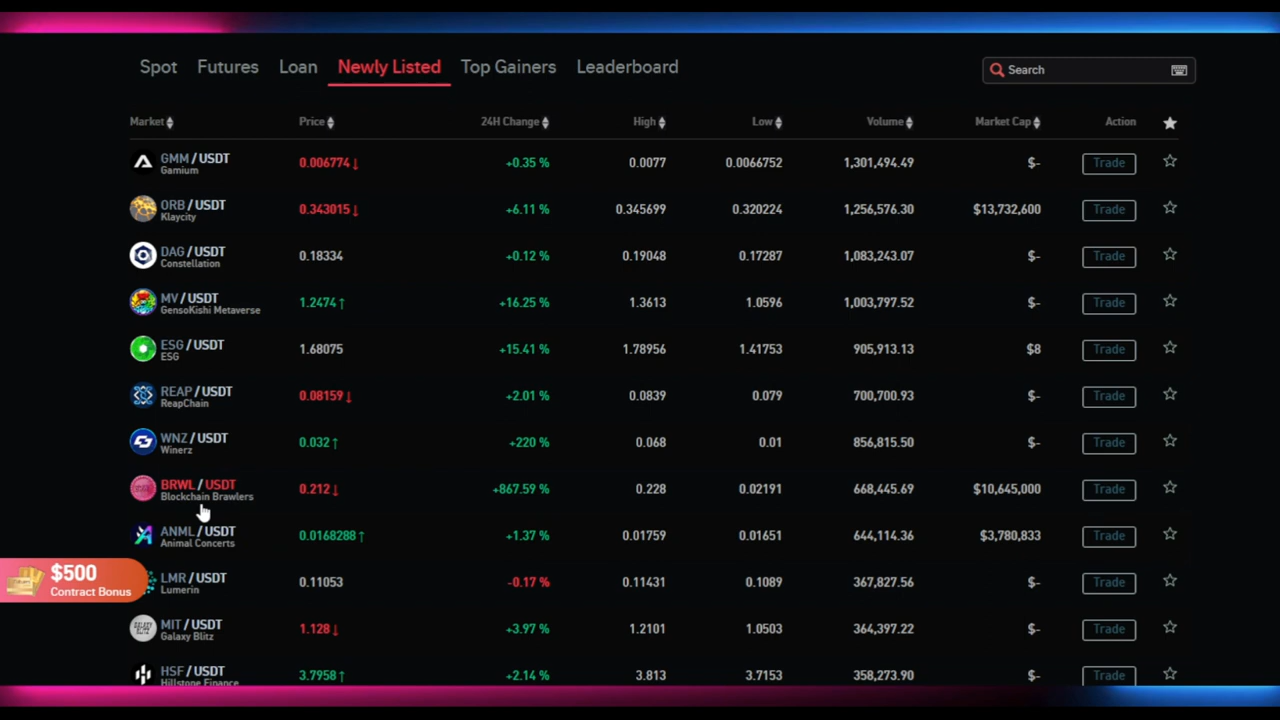 Spot Futures Loan Newly Listed Top Gainers Leaderboard Search
Market Price 24H Change High Low Volume Market Cap Action
GMM / USDT 0.006774 ↓ +0.35 % 0.0077 0.0066752 1,301,494.49 $- Trade
Gamium
ORB / USDT 0.343015 ↓ +6.11 % 0.345699 0.320224 1,256,576.30 $13,732,600 Trade
Klaycity
DAG / USDT 0.18334 +0.12 % 0.19048 0.17287 1,083,243.07 $- Trade
Constellation
MV / USDT 1.2474 ↑ +16.25 % 1.3613 1.0596 1,003,797.52 $- Trade
GensoKishi Metaverse
ESG / USDT 1.68075 +15.41 % 1.78956 1.41753 905,913.13 $8 Trade
ESG
REAP / USDT 0.08159 ↓ +2.01 % 0.0839 0.079 700,700.93 $- Trade
ReapChain
WNZ / USDT 0.032 ↑ +220 % 0.068 0.01 856,815.50 $- Trade
Winerz
BRWL / USDT 0.212 ↓ +867.59 % 0.228 0.02191 668,445.69 $10,645,000 Trade
Blockchain Brawlers
ANML / USDT 0.0168288 ↑ +1.37 % 0.01759 0.01651 644,114.36 $3,780,833 Trade
Animal Concerts
$500
Contract Bonus
LMR / USDT 0.11053 -0.17 % 0.11431 0.1089 367,827.56 $- Trade
Lumerin
MIT / USDT 1.128 ↓ +3.97 % 1.2101 1.0503 364,397.22 $- Trade
Galaxy Blitz
HSF / USDT 3.7958 ↑ +2.14 % 3.813 3.7153 358,273.90 $- Trade
Hillstone Finance